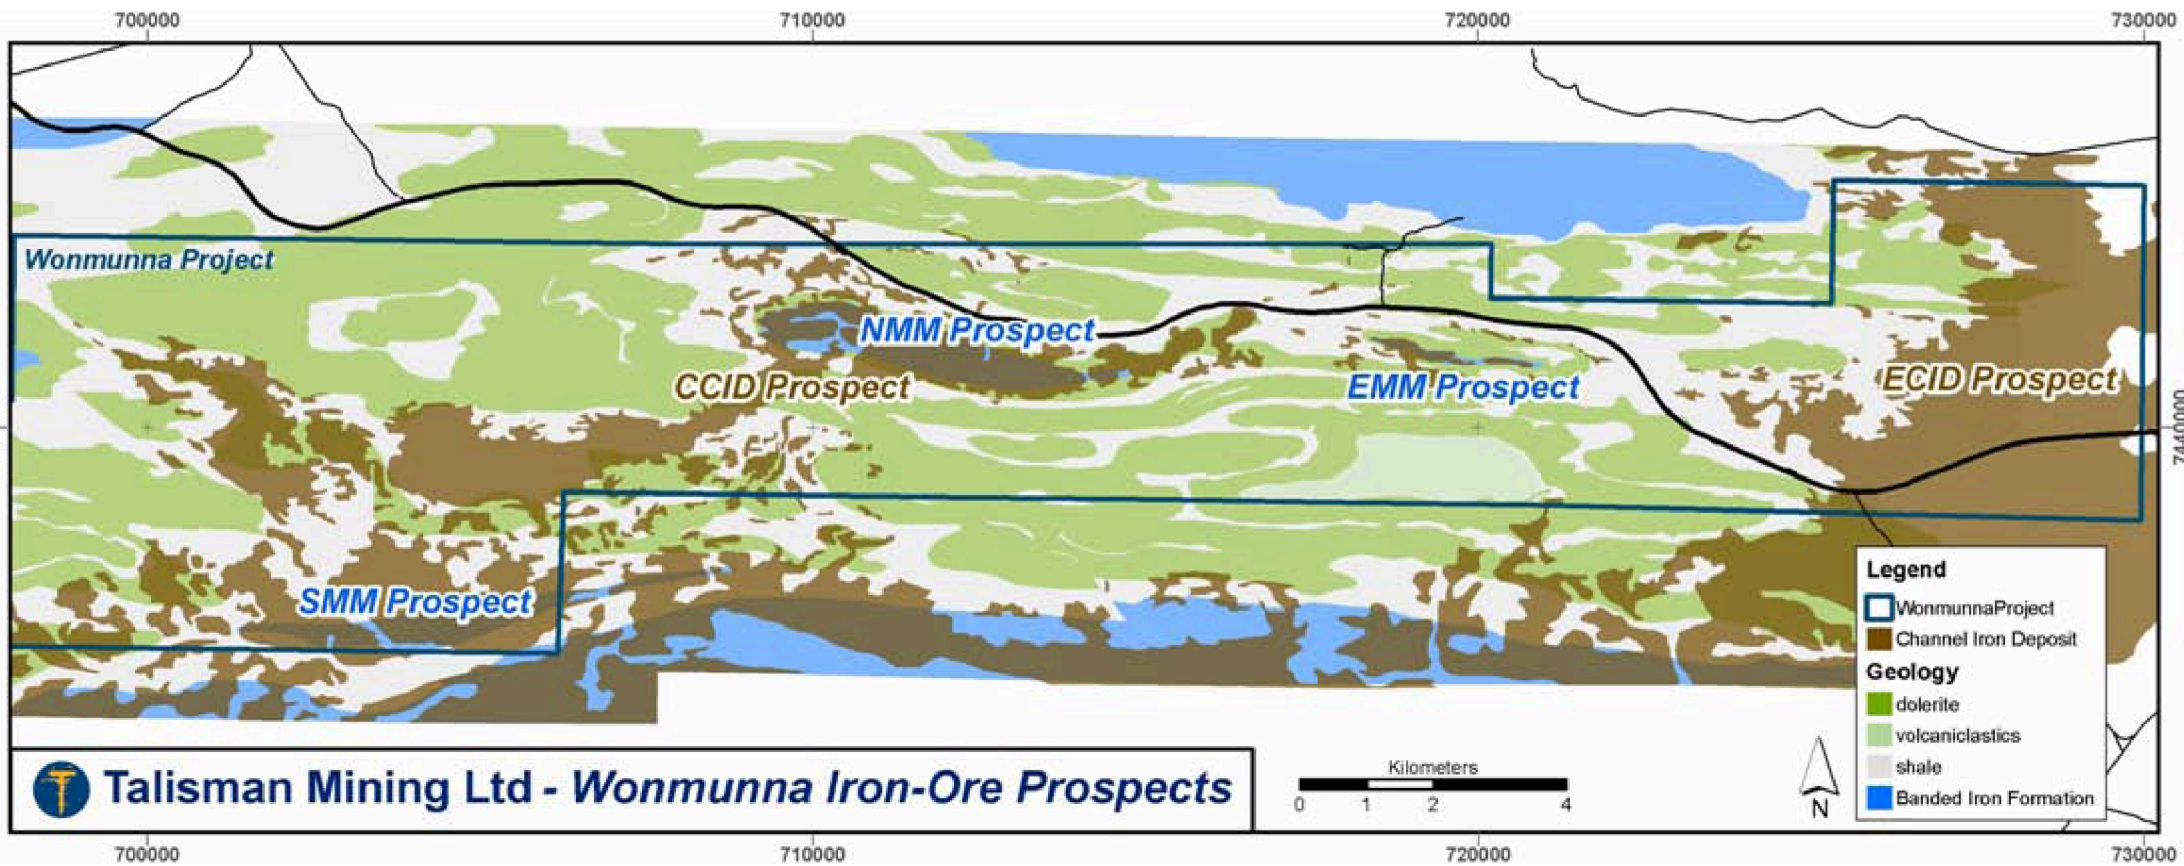 700000 710000 720000 730000
Wonmunna Project
NMM Prospect
CCID Prospect
EMM Prospect
ECID Prospect
SMM Prospect
Legend
WonmunnaProject
Channel Iron Deposit
Geology
dolerite
volcaniclastics
shale
Banded Iron Formation
Talisman Mining Ltd - Wonmunna Iron-Ore Prospects
Kilometers
0 1 2 4
N
700000 710000 720000 730000